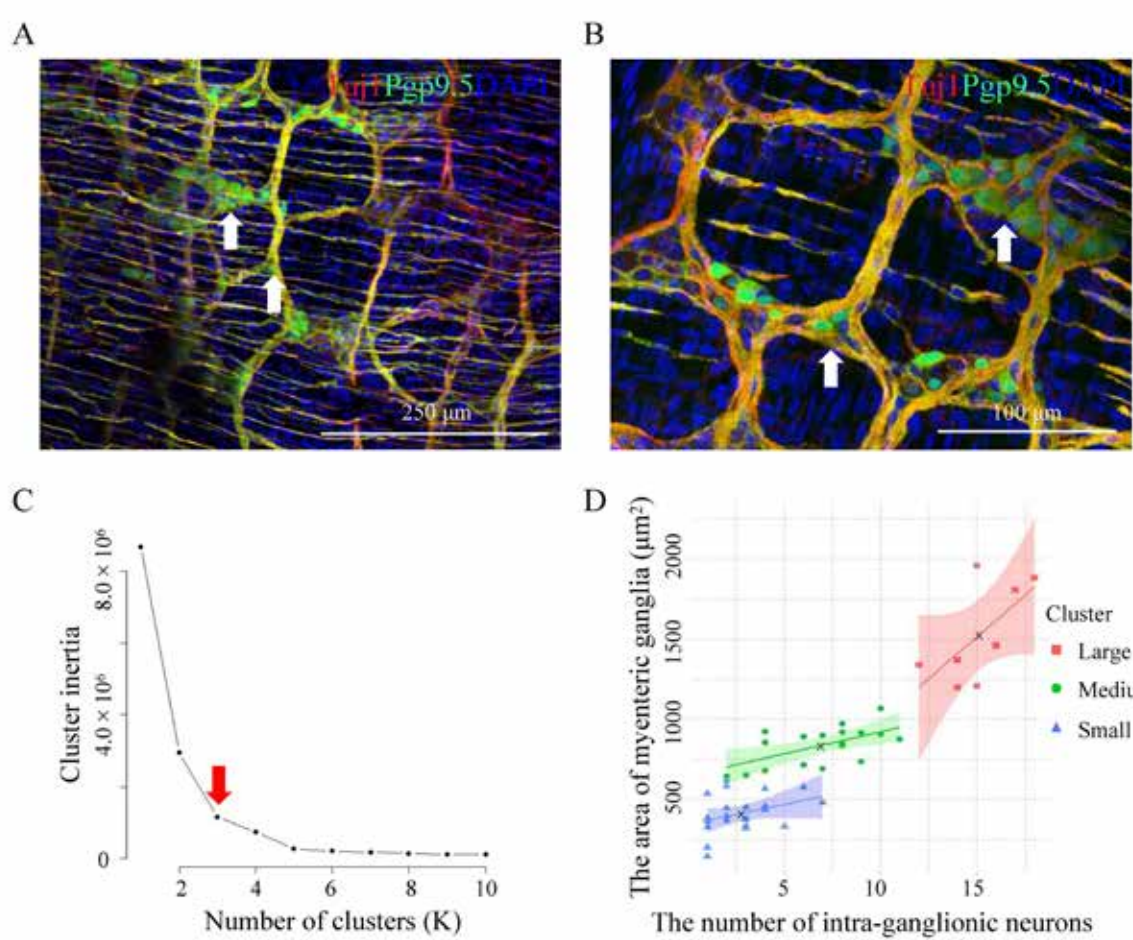 A
B
Tuj1Pgp9.5DAPI
Tuj1Pgp9.5DAPI
250 μm
100 μm
C
D
Cluster inertia
8.0 × 10⁶
4.0 × 10⁶
0
2 4 6 8 10
Number of clusters (K)
The area of myenteric ganglia (μm²)
2000
1500
1000
500
5 10 15
The number of intra-ganglionic neurons
Cluster
Large
Mediu
Small